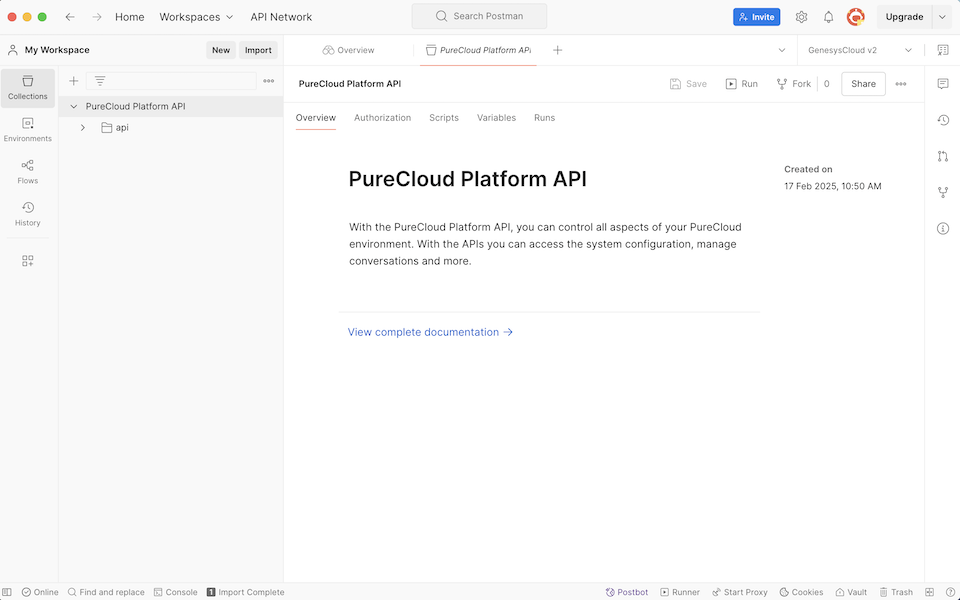 Home Workspaces API Network Search Postman Invite Upgrade
My Workspace New Import Overview PureCloud Platform API GenesysCloud v2
Collections
Environments
Flows
History
PureCloud Platform API
api
PureCloud Platform API Save Run Fork 0 Share
Overview Authorization Scripts Variables Runs
PureCloud Platform API
With the PureCloud Platform API, you can control all aspects of your PureCloud
environment. With the APIs you can access the system configuration, manage
conversations and more.
View complete documentation →
Created on
17 Feb 2025, 10:50 AM
Online Find and replace Console 1 Import Complete Postbot Runner Start Proxy Cookies Vault Trash